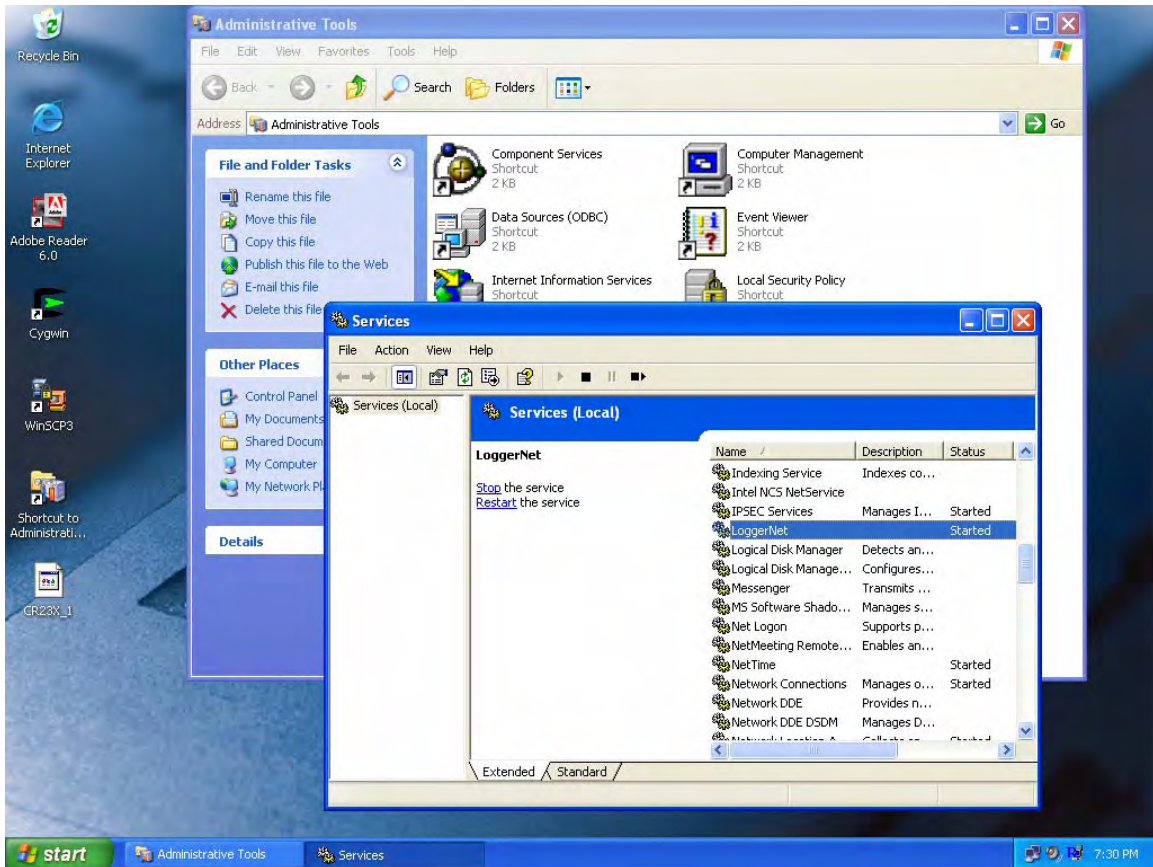 Recycle Bin
Internet
Explorer
Adobe Reader
6.0
Cygwin
WinSCP3
Shortcut to
Administrati...
CR23X_1
Administrative Tools
File Edit View Favorites Tools Help
Back Search Folders
Address Administrative Tools Go
File and Folder Tasks
Rename this file
Move this file
Copy this file
Publish this file to the Web
E-mail this file
Delete this file
Other Places
Control Panel
My Documents
Shared Docum
My Computer
My Network Pl
Details
Component Services
Shortcut
2 KB
Computer Management
Shortcut
2 KB
Data Sources (ODBC)
Shortcut
2 KB
Event Viewer
Shortcut
2 KB
Internet Information Services
Shortcut
Local Security Policy
Shortcut
Services
File Action View Help
Services (Local)
Services (Local)
LoggerNet
Stop the service
Restart the service
Name Description Status
Indexing Service Indexes co...
Intel NCS NetService
IPSEC Services Manages I... Started
LoggerNet Started
Logical Disk Manager Detects an...
Logical Disk Manage... Configures...
Messenger Transmits ...
MS Software Shado... Manages s...
Net Logon Supports p...
NetMeeting Remote... Enables an...
NetTime Started
Network Connections Manages o... Started
Network DDE Provides n...
Network DDE DSDM Manages D...
Extended Standard
start Administrative Tools Services 7:30 PM